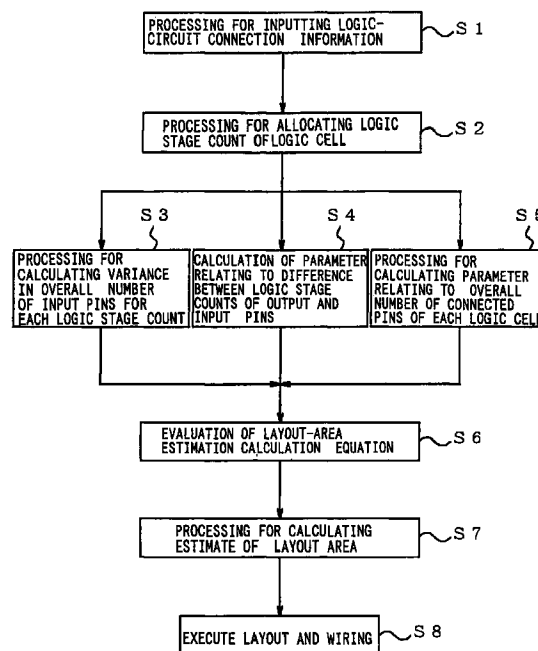 PROCESSING FOR INPUTTING LOGIC-
CIRCUIT CONNECTION INFORMATION
S 1
PROCESSING FOR ALLOCATING LOGIC
STAGE COUNT OF LOGIC CELL
S 2
S 3
PROCESSING FOR
CALCULATING VARIANCE
IN OVERALL NUMBER
OF INPUT PINS FOR
EACH LOGIC STAGE COUNT
S 4
CALCULATION OF PARAMETER
RELATING TO DIFFERENCE
BETWEEN LOGIC STAGE
COUNTS OF OUTPUT AND
INPUT PINS
S 5
PROCESSING FOR
CALCULATING PARAMETER
RELATING TO OVERALL
NUMBER OF CONNECTED
PINS OF EACH LOGIC CELL
EVALUATION OF LAYOUT-AREA
ESTIMATION CALCULATION EQUATION
S 6
PROCESSING FOR CALCULATING
ESTIMATE OF LAYOUT AREA
S 7
EXECUTE LAYOUT AND WIRING
S 8